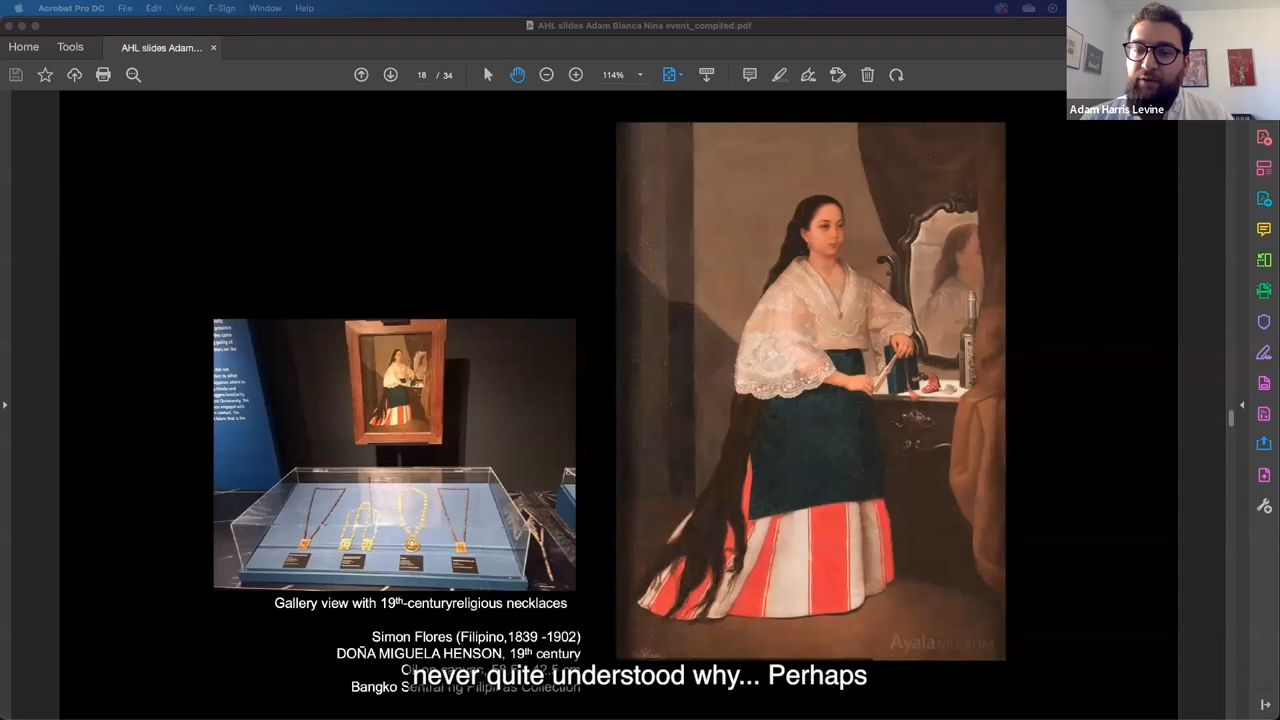 Acrobat Pro DC File Edit View E-Sign Window Help
AHL slides Adam Bianca Nina event_compiled.pdf
Home Tools AHL slides Adam... ×
18 / 34 114%
Adam Harris Levine
Gallery view with 19th-centuryreligious necklaces
Simon Flores (Filipino,1839 -1902)
DOÑA MIGUELA HENSON, 19th century
Bangko Sentral ng Pilipinas Collection
never quite understood why... Perhaps
Ayala MUSEUM